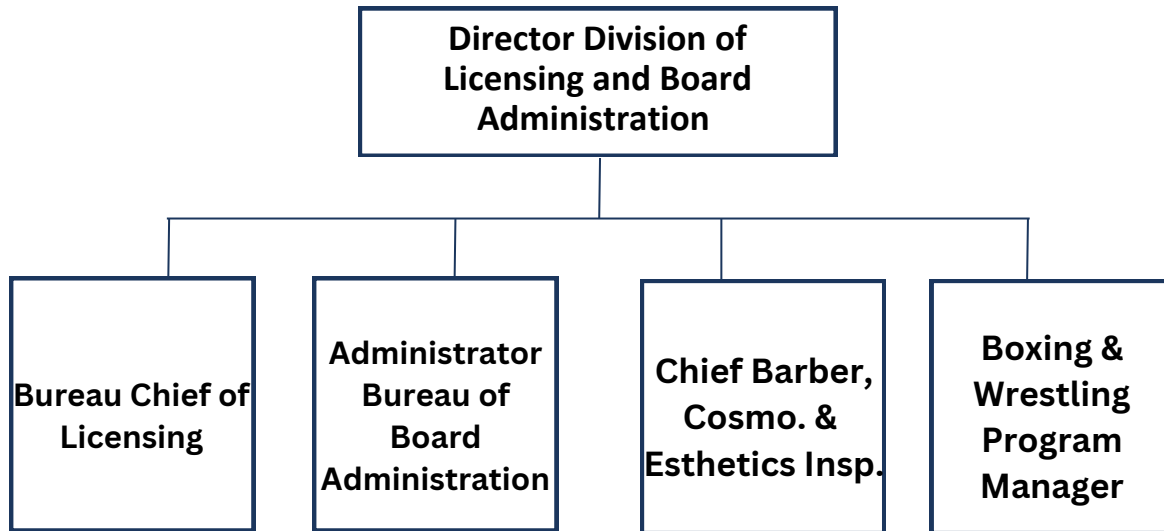 Director Division of
Licensing and Board
Administration
Bureau Chief of
Licensing
Administrator
Bureau of
Board
Administration
Chief Barber,
Cosmo. &
Esthetics Insp.
Boxing &
Wrestling
Program
Manager